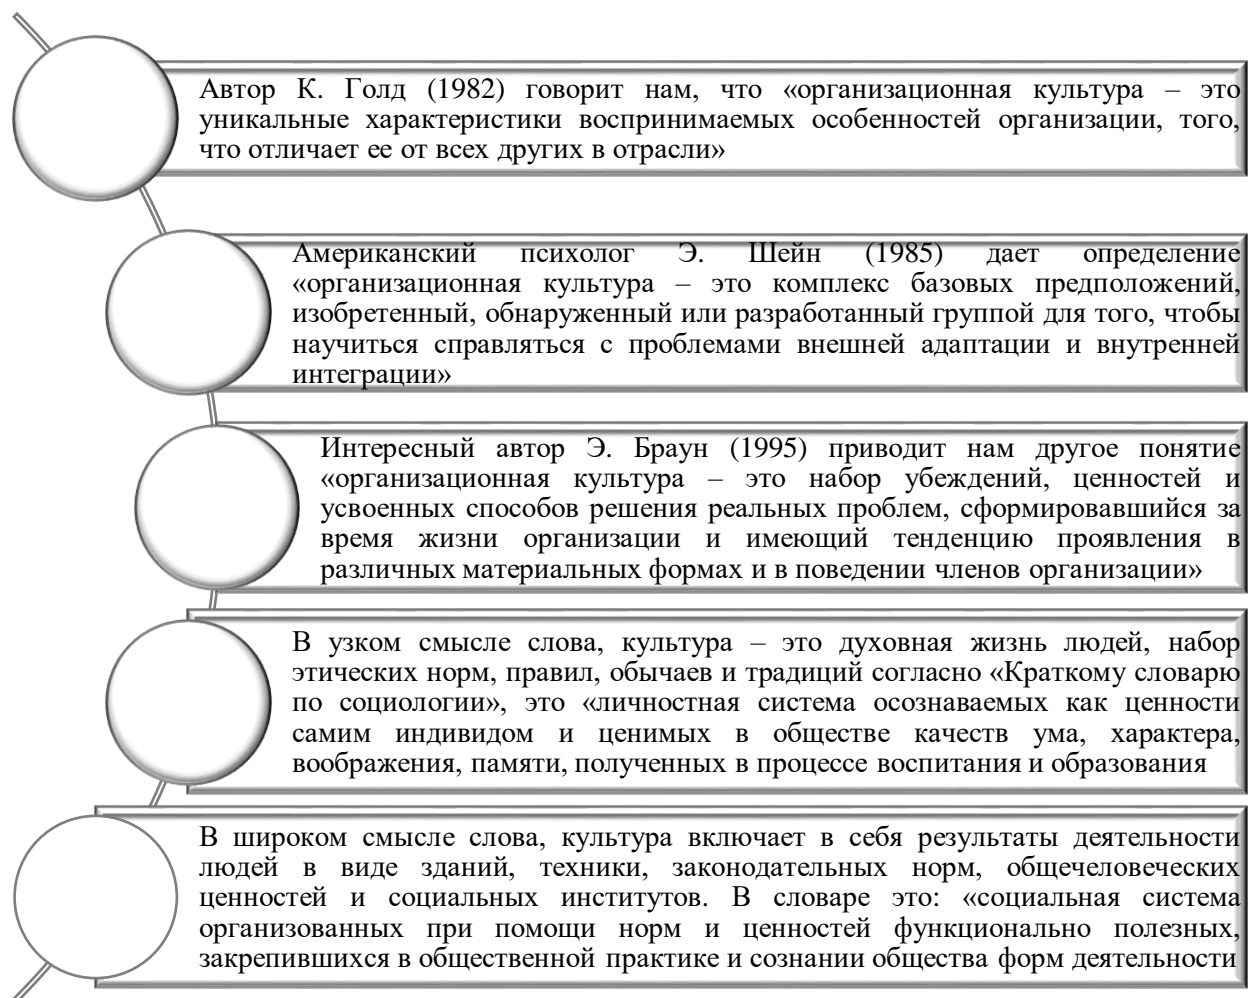 Автор К. Голд (1982) говорит нам, что «организационная культура – это
уникальные характеристики воспринимаемых особенностей организации, того,
что отличает ее от всех других в отрасли»
Американский психолог Э. Шейн (1985) дает определение
«организационная культура – это комплекс базовых предположений,
изобретенный, обнаруженный или разработанный группой для того, чтобы
научиться справляться с проблемами внешней адаптации и внутренней
интеграции»
Интересный автор Э. Браун (1995) приводит нам другое понятие
«организационная культура – это набор убеждений, ценностей и
усвоенных способов решения реальных проблем, сформировавшийся за
время жизни организации и имеющий тенденцию проявления в
различных материальных формах и в поведении членов организации»
В узком смысле слова, культура – это духовная жизнь людей, набор
этических норм, правил, обычаев и традиций согласно «Краткому словарю
по социологии», это «личностная система осознаваемых как ценности
самим индивидом и ценимых в обществе качеств ума, характера,
воображения, памяти, полученных в процессе воспитания и образования
В широком смысле слова, культура включает в себя результаты деятельности
людей в виде зданий, техники, законодательных норм, общечеловеческих
ценностей и социальных институтов. В словаре это: «социальная система
организованных при помощи норм и ценностей функционально полезных,
закрепившихся в общественной практике и сознании общества форм деятельности